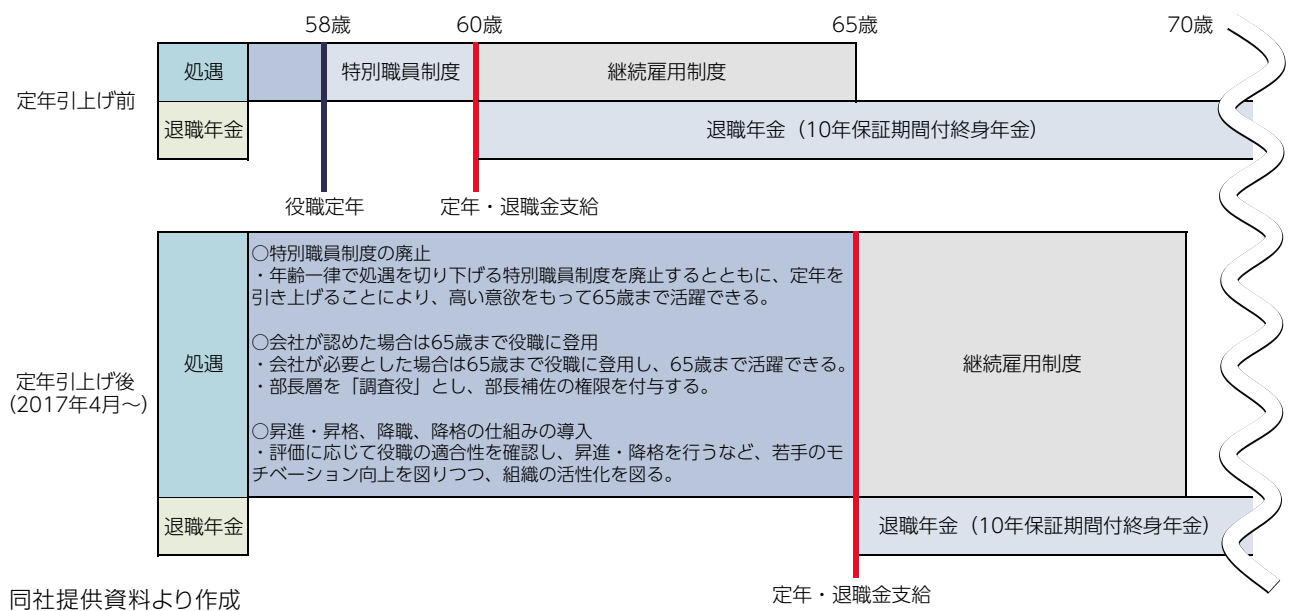 58歳
60歳
65歳
70歳
定年引上げ前
処遇
特別職員制度
継続雇用制度
退職年金
退職年金（10年保証期間付終身年金）
役職定年
定年・退職金支給
定年引上げ後
（2017年4月～）
処遇
○特別職員制度の廃止
・年齢一律で処遇を切り下げる特別職員制度を廃止するとともに、定年を
引き上げることにより、高い意欲をもって65歳まで活躍できる。
○会社が認めた場合は65歳まで役職に登用
・会社が必要とした場合は65歳まで役職に登用し、65歳まで活躍できる。
・部長層を「調査役」とし、部長補佐の権限を付与する。
○昇進・昇格、降職、降格の仕組みの導入
・評価に応じて役職の適合性を確認し、昇進・降格を行うなど、若手のモ
チベーション向上を図りつつ、組織の活性化を図る。
継続雇用制度
退職年金
退職年金（10年保証期間付終身年金）
定年・退職金支給
同社提供資料より作成